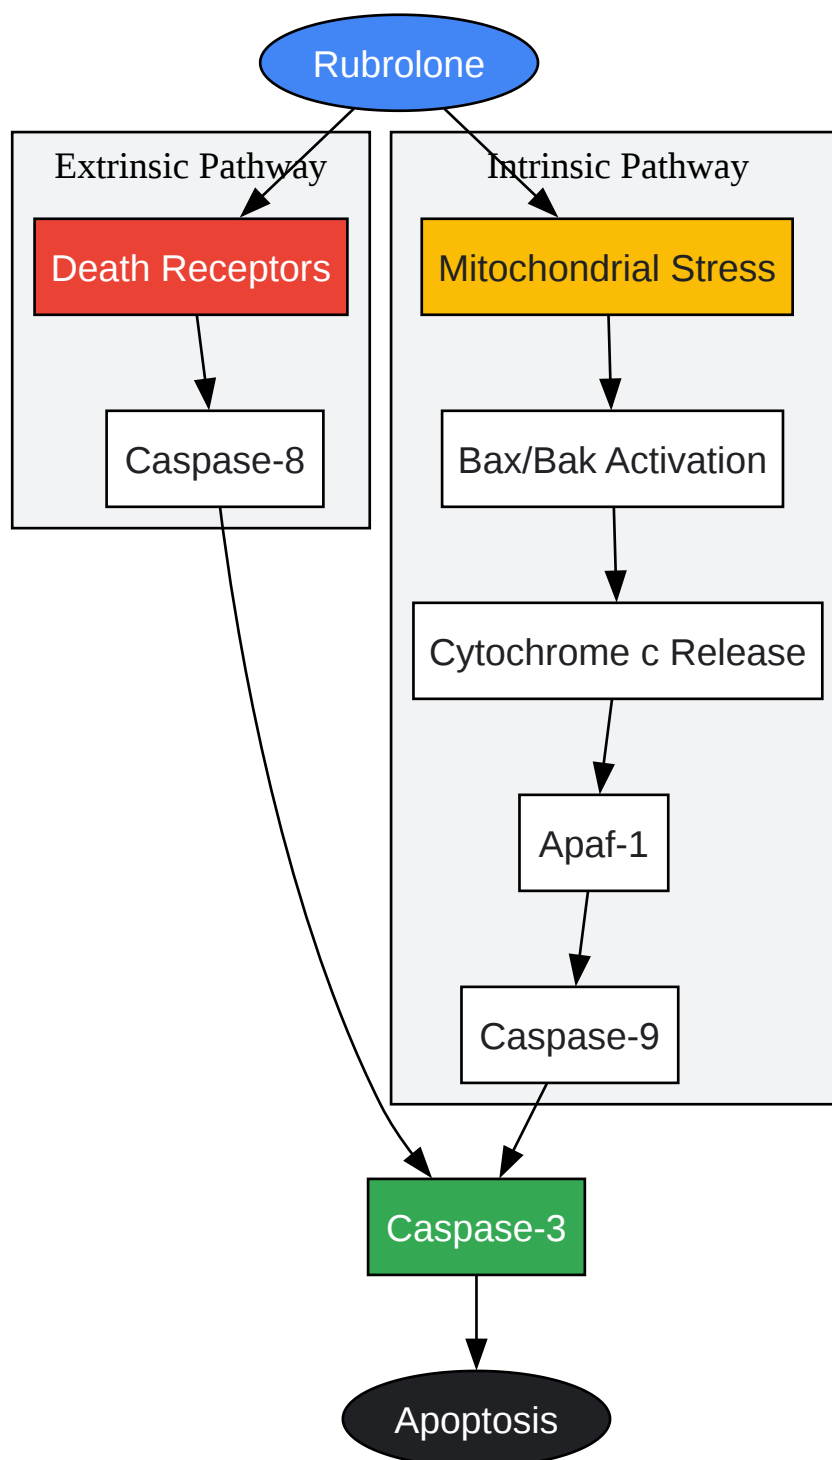 Rubrolone
Extrinsic Pathway
Intrinsic Pathway
Death Receptors
Mitochondrial Stress
Caspase-8
Bax/Bak Activation
Cytochrome c Release
Apaf-1
Caspase-9
Caspase-3
Apoptosis